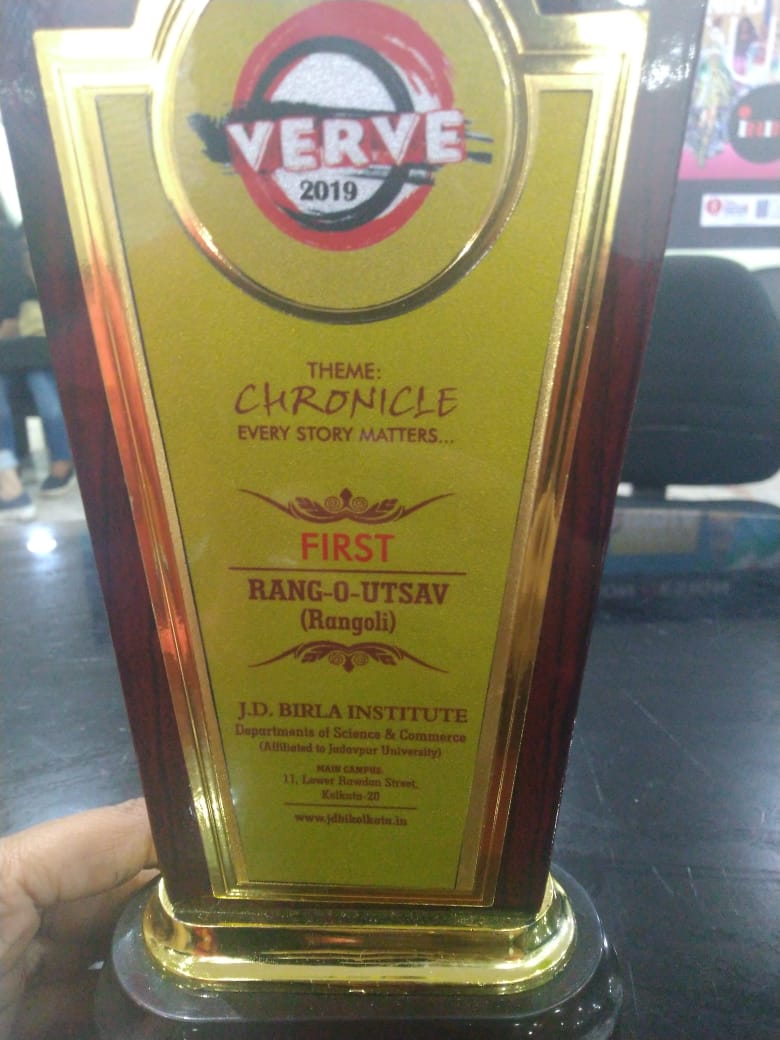 VERVE
2019
THEME:
CHRONICLE
EVERY STORY MATTERS...
FIRST
RANG-O-UTSAV
(Rangoli)
J.D. BIRLA INSTITUTE
Departments of Science & Commerce
(Affiliated to Jadavpur University)
MAIN CAMPUS:
11, Lower Rawdon Street,
Kolkata-20
www.jdbikolkata.in